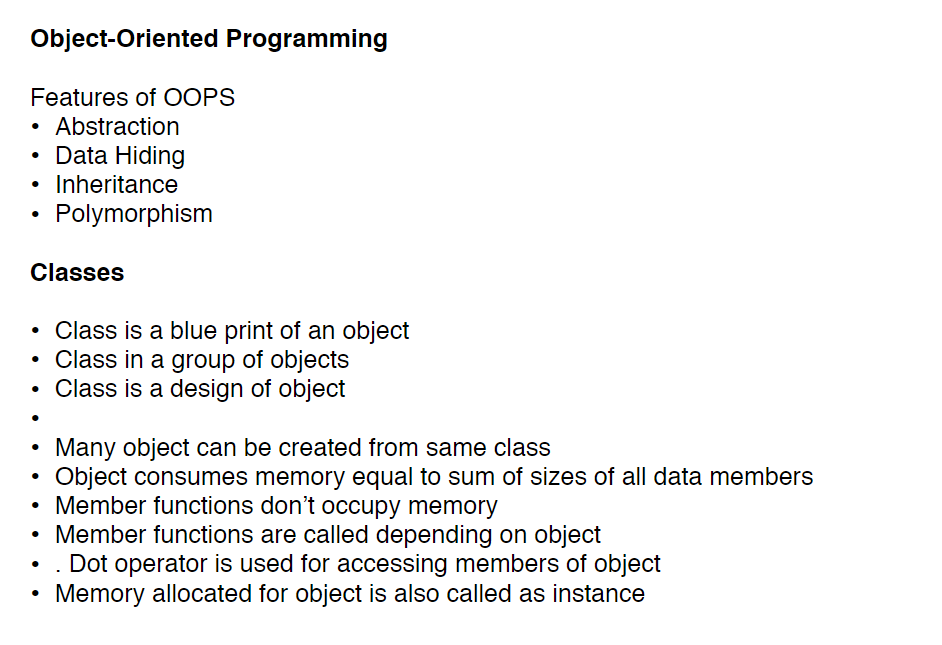 Object-Oriented Programming
Features of OOPS
• Abstraction
• Data Hiding
• Inheritance
• Polymorphism
Classes
• Class is a blue print of an object
• Class in a group of objects
• Class is a design of object
•
• Many object can be created from same class
• Object consumes memory equal to sum of sizes of all data members
• Member functions don’t occupy memory
• Member functions are called depending on object
• . Dot operator is used for accessing members of object
• Memory allocated for object is also called as instance